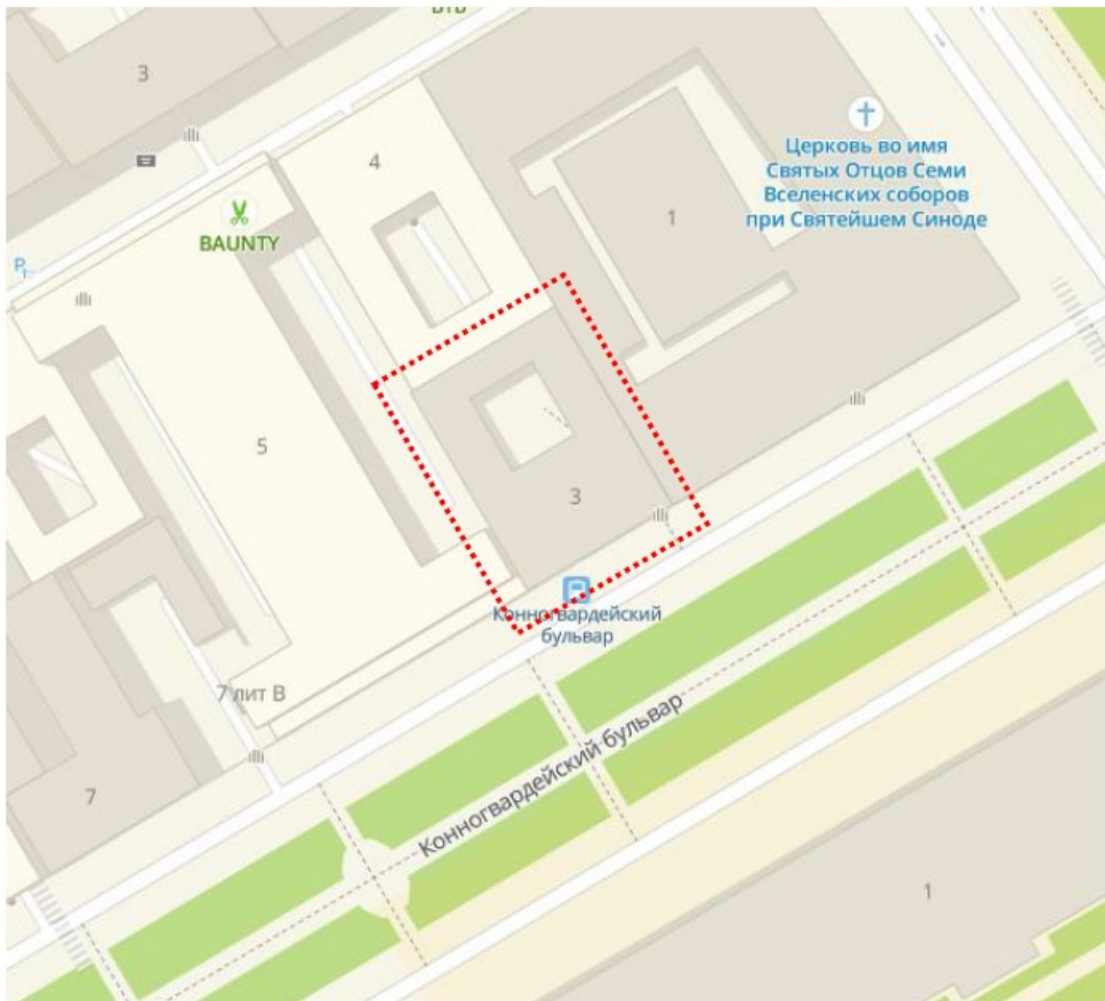 ВТБ
3
4
Церковь во имя
Святых Отцов Семи
Вселенских соборов
при Святейшем Синоде
1
BAUNTY
P
5
3
Конногвардейский
бульвар
7 лит В
Конногвардейский бульвар
7
1